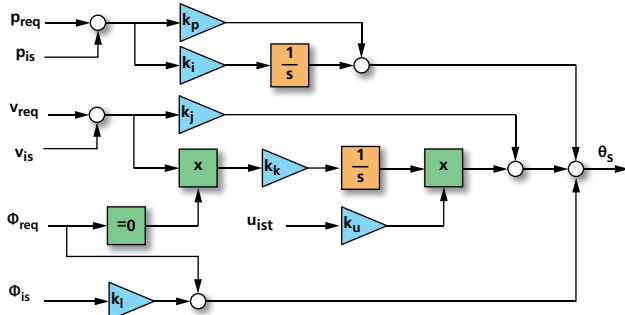 p_req
k_p
p_is
k_i
1/s
v_req
k_j
v_is
x
k_k
1/s
x
θ_s
Φ_req
=0
u_ist
k_u
Φ_is
k_l